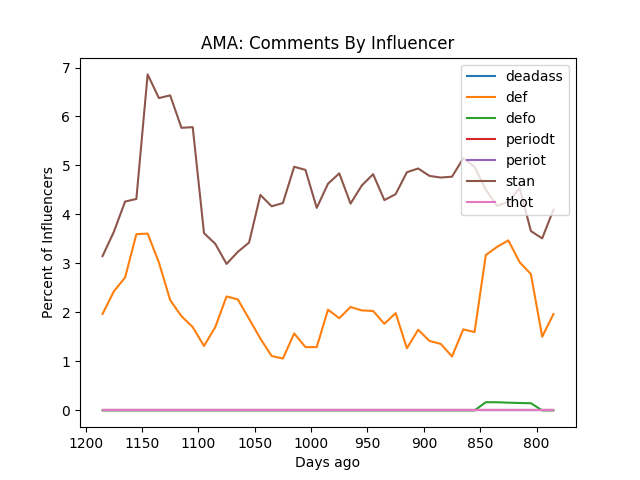 AMA: Comments By Influencer
7
6
5
4
3
2
1
0
Percent of Influencers
deadass
def
defo
periodt
periot
stan
thot
1200 1150 1100 1050 1000 950 900 850 800
Days ago